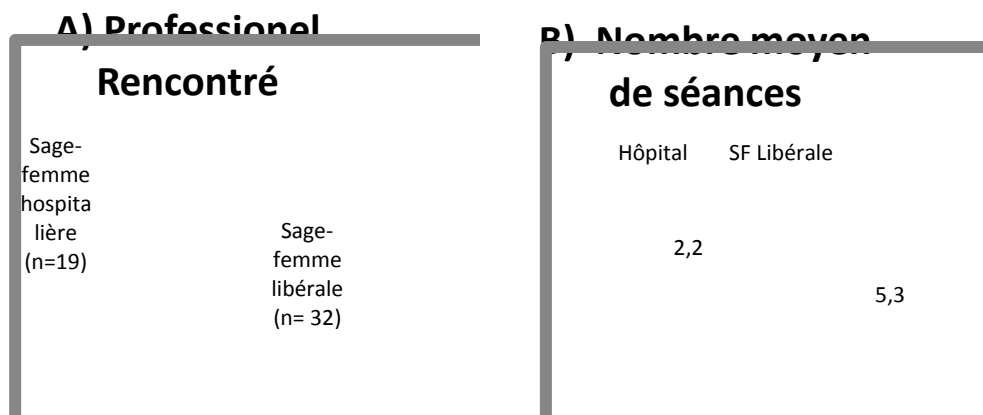 A) Professionel
Rencontré
Sage-
femme
hospita
lière
(n=19)
Sage-
femme
libérale
(n= 32)
B) Nombre moyen
de séances
Hôpital SF Libérale
2,2
5,3